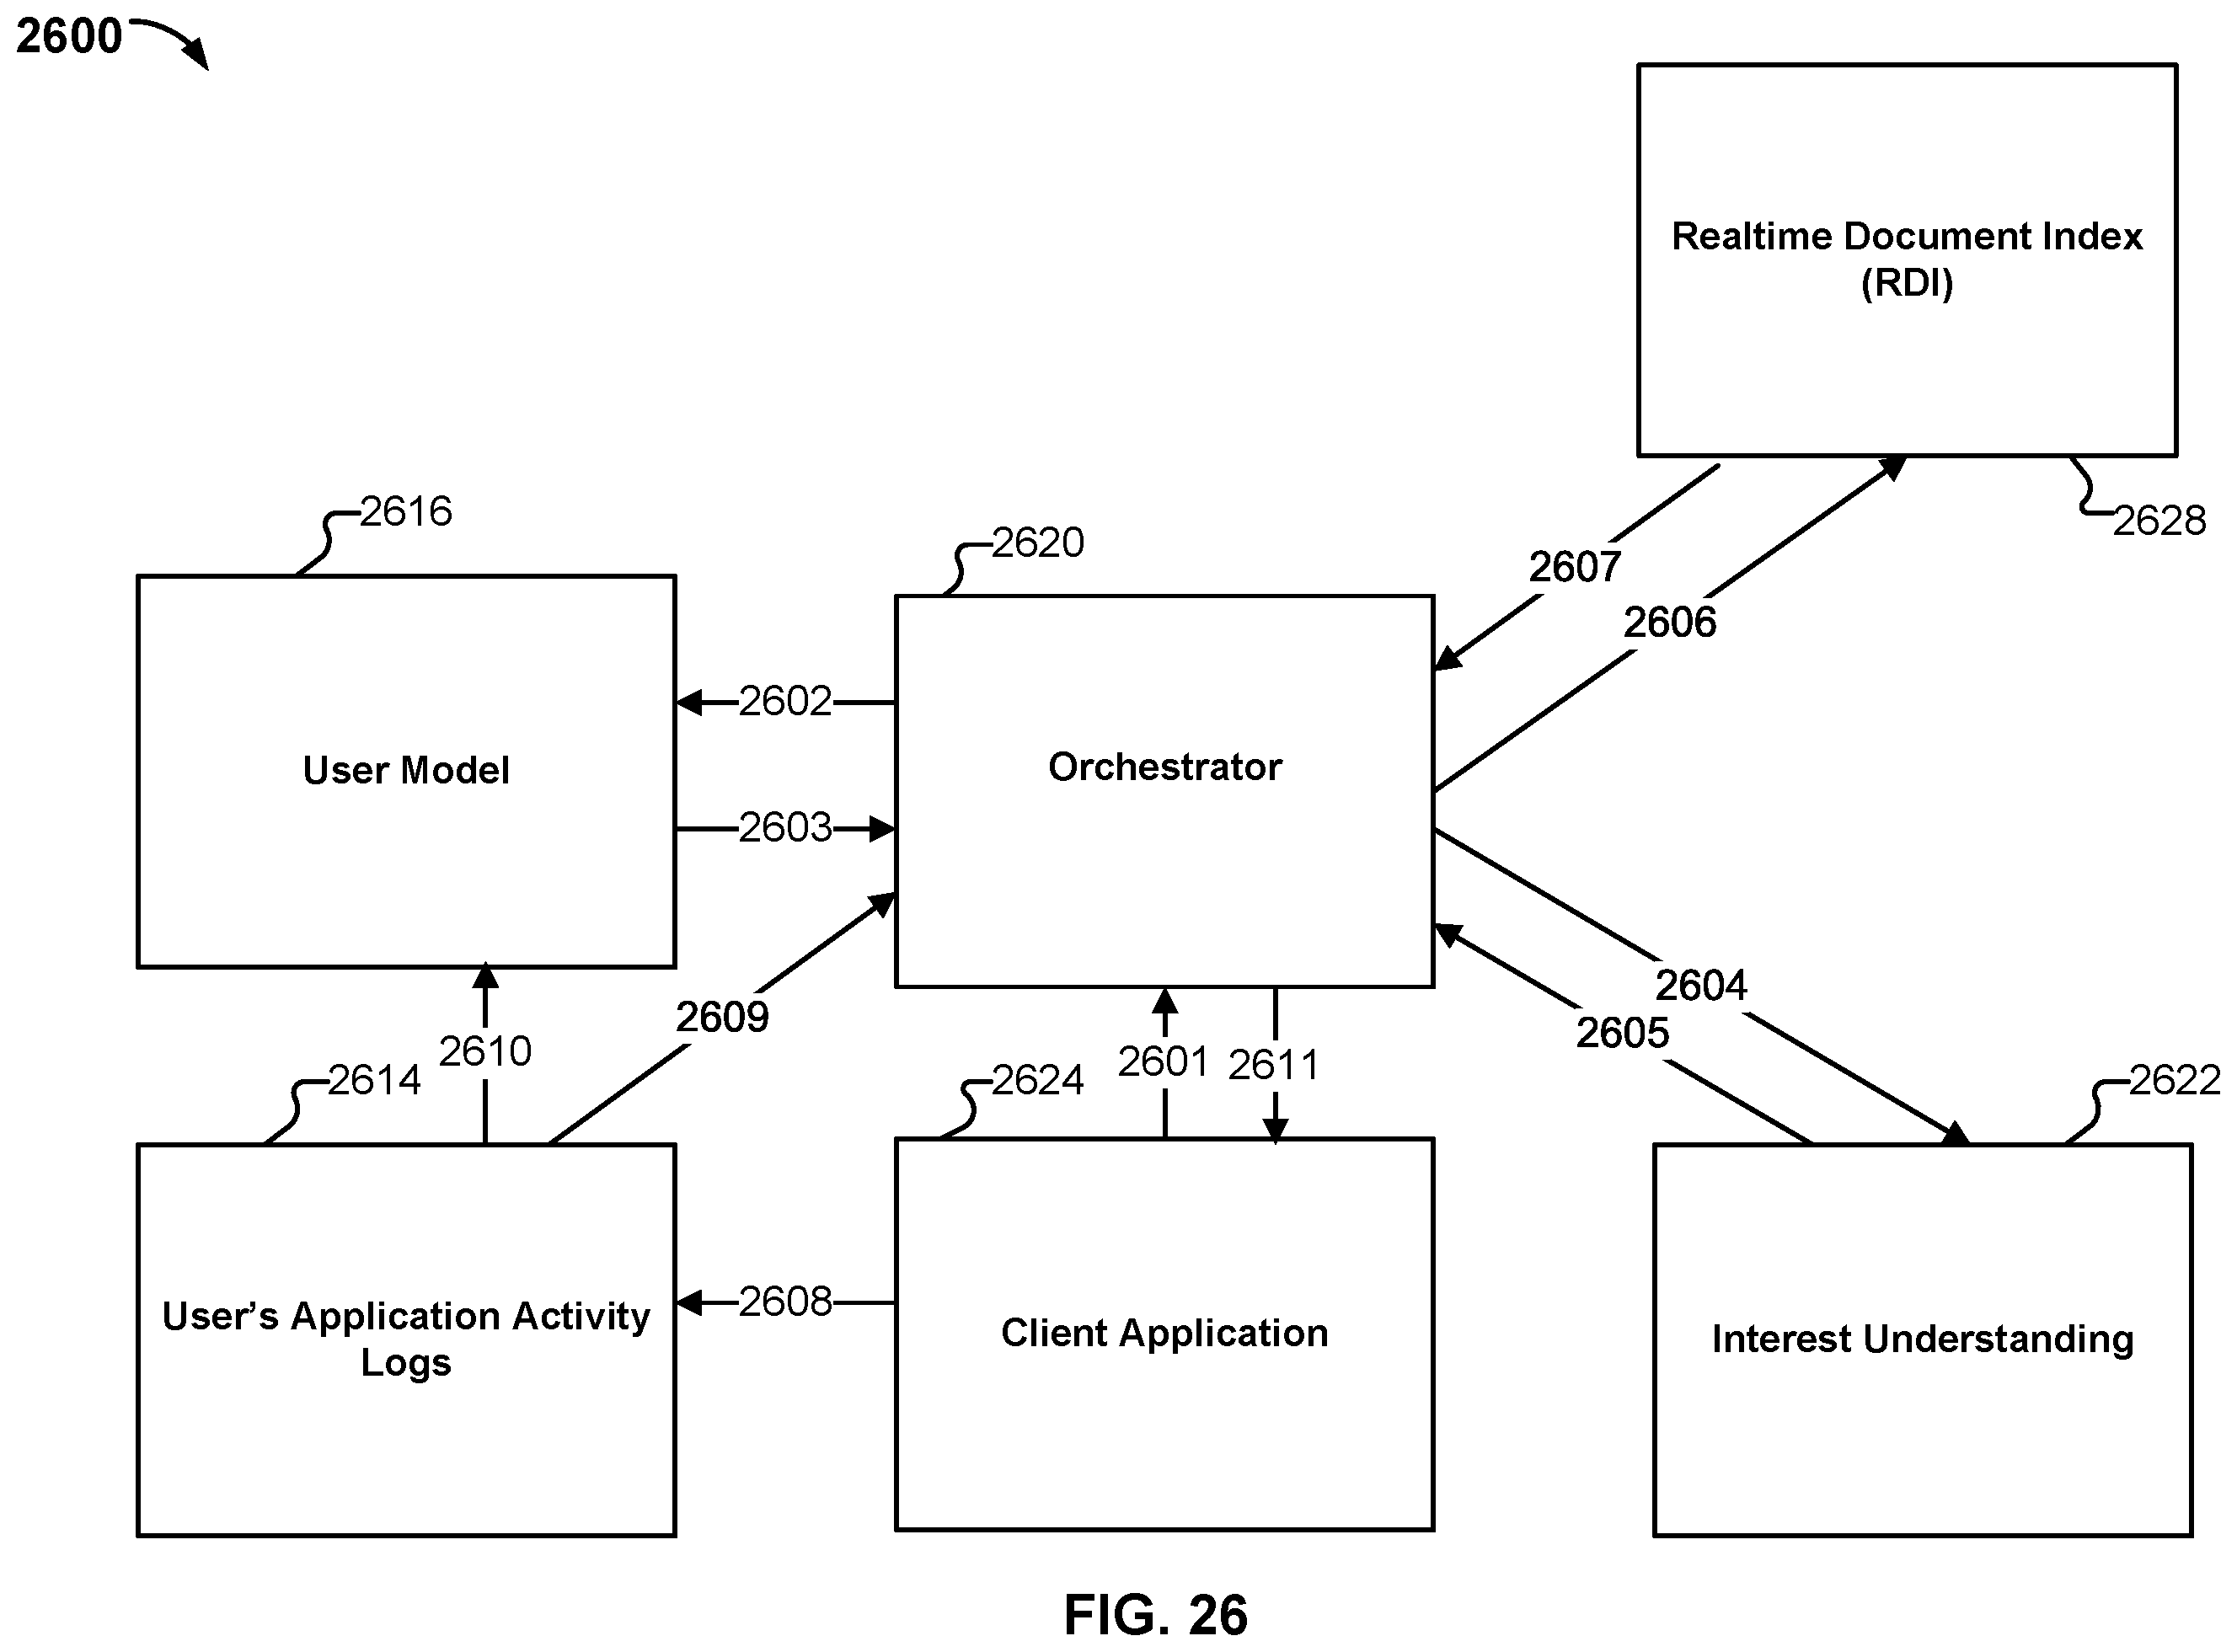 2600
Realtime Document Index
(RDI)
2616
2620
2628
2607
2606
2602
User Model
Orchestrator
2603
2604
2609
2605
2610
2601
2611
2614
2624
2622
User's Application Activity
Logs
2608
Client Application
Interest Understanding
FIG. 26